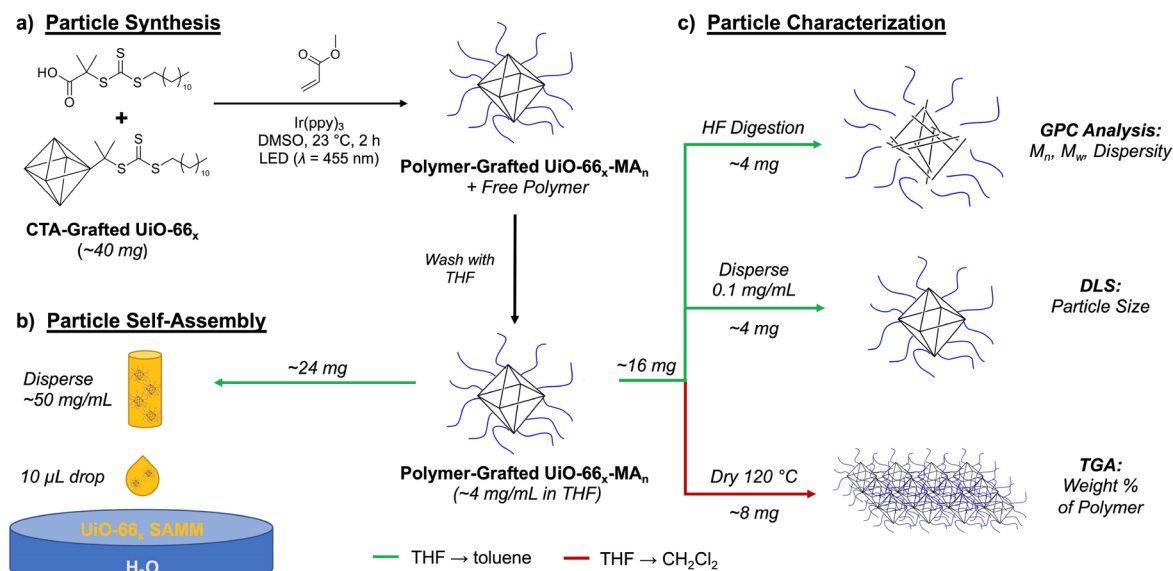 a) Particle Synthesis
HO
O
S
S
S
10
+
S
S
S
10
CTA-Grafted UiO-66ₓ
(~40 mg)
O
O
Ir(ppy)₃
DMSO, 23 °C, 2 h
LED (λ = 455 nm)
Polymer-Grafted UiO-66ₓ-MAₙ
+ Free Polymer
Wash with
THF
b) Particle Self-Assembly
Disperse
~50 mg/mL
10 µL drop
UiO-66ₓ SAMM
H₂O
~24 mg
Polymer-Grafted UiO-66ₓ-MAₙ
(~4 mg/mL in THF)
~16 mg
c) Particle Characterization
HF Digestion
~4 mg
GPC Analysis:
Mₙ, M_w, Dispersity
Disperse
0.1 mg/mL
~4 mg
DLS:
Particle Size
Dry 120 °C
~8 mg
TGA:
Weight %
of Polymer
THF → toluene
THF → CH₂Cl₂